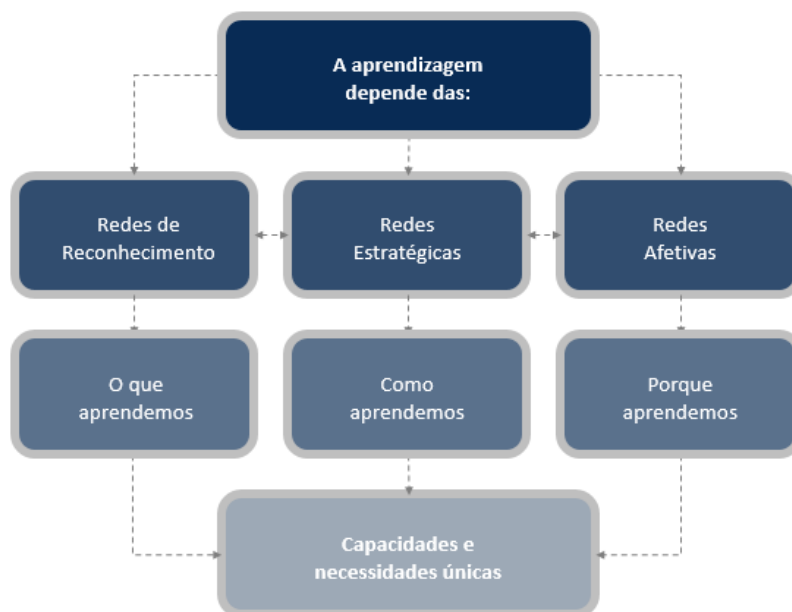 A aprendizagem
depende das:
Redes de
Reconhecimento
Redes
Estratégicas
Redes
Afetivas
O que
aprendemos
Como
aprendemos
Porque
aprendemos
Capacidades e
necessidades únicas